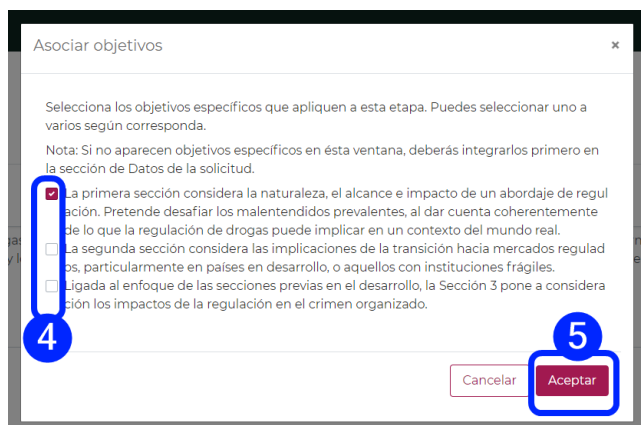 Asociar objetivos ×
Selecciona los objetivos específicos que apliquen a esta etapa. Puedes seleccionar uno a
varios según corresponda.
Nota: Si no aparecen objetivos específicos en ésta ventana, deberás integrarlos primero en
la sección de Datos de la solicitud.
La primera sección considera la naturaleza, el alcance e impacto de un abordaje de regul
ación. Pretende desafiar los malentendidos prevalentes, al dar cuenta coherentemente
de lo que la regulación de drogas puede implicar en un contexto del mundo real.
La segunda sección considera las implicaciones de la transición hacia mercados regulad
os, particularmente en países en desarrollo, o aquellos con instituciones frágiles.
Ligada al enfoque de las secciones previas en el desarrollo, la Sección 3 pone a considera
ción los impactos de la regulación en el crimen organizado.
4
5
Cancelar
Aceptar